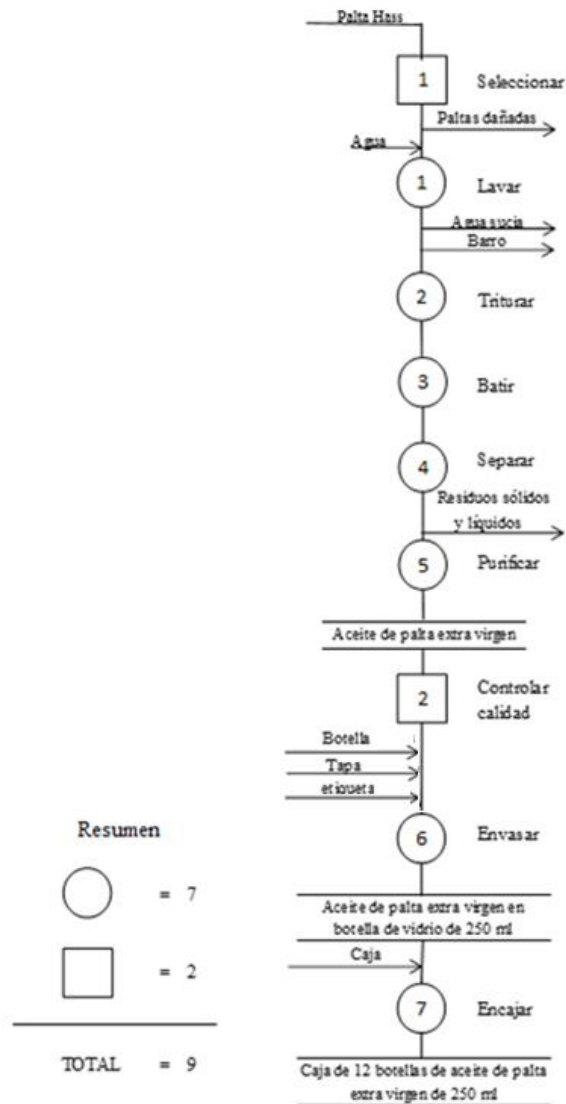 Palta Hass
1
Seleccionar
Paltas dañadas
Agua
1
Lavar
Agua sucia
Barro
2
Triturar
3
Batir
4
Separar
Residuos sólidos
y líquidos
5
Purificar
Aceite de palta extra virgen
2
Controlar
calidad
Botella
Tapa
etiqueta
6
Envasar
Aceite de palta extra virgen en
botella de vidrio de 250 ml
Caja
7
Encajar
Caja de 12 botellas de aceite de palta
extra virgen de 250 ml
Resumen
= 7
= 2
TOTAL = 9